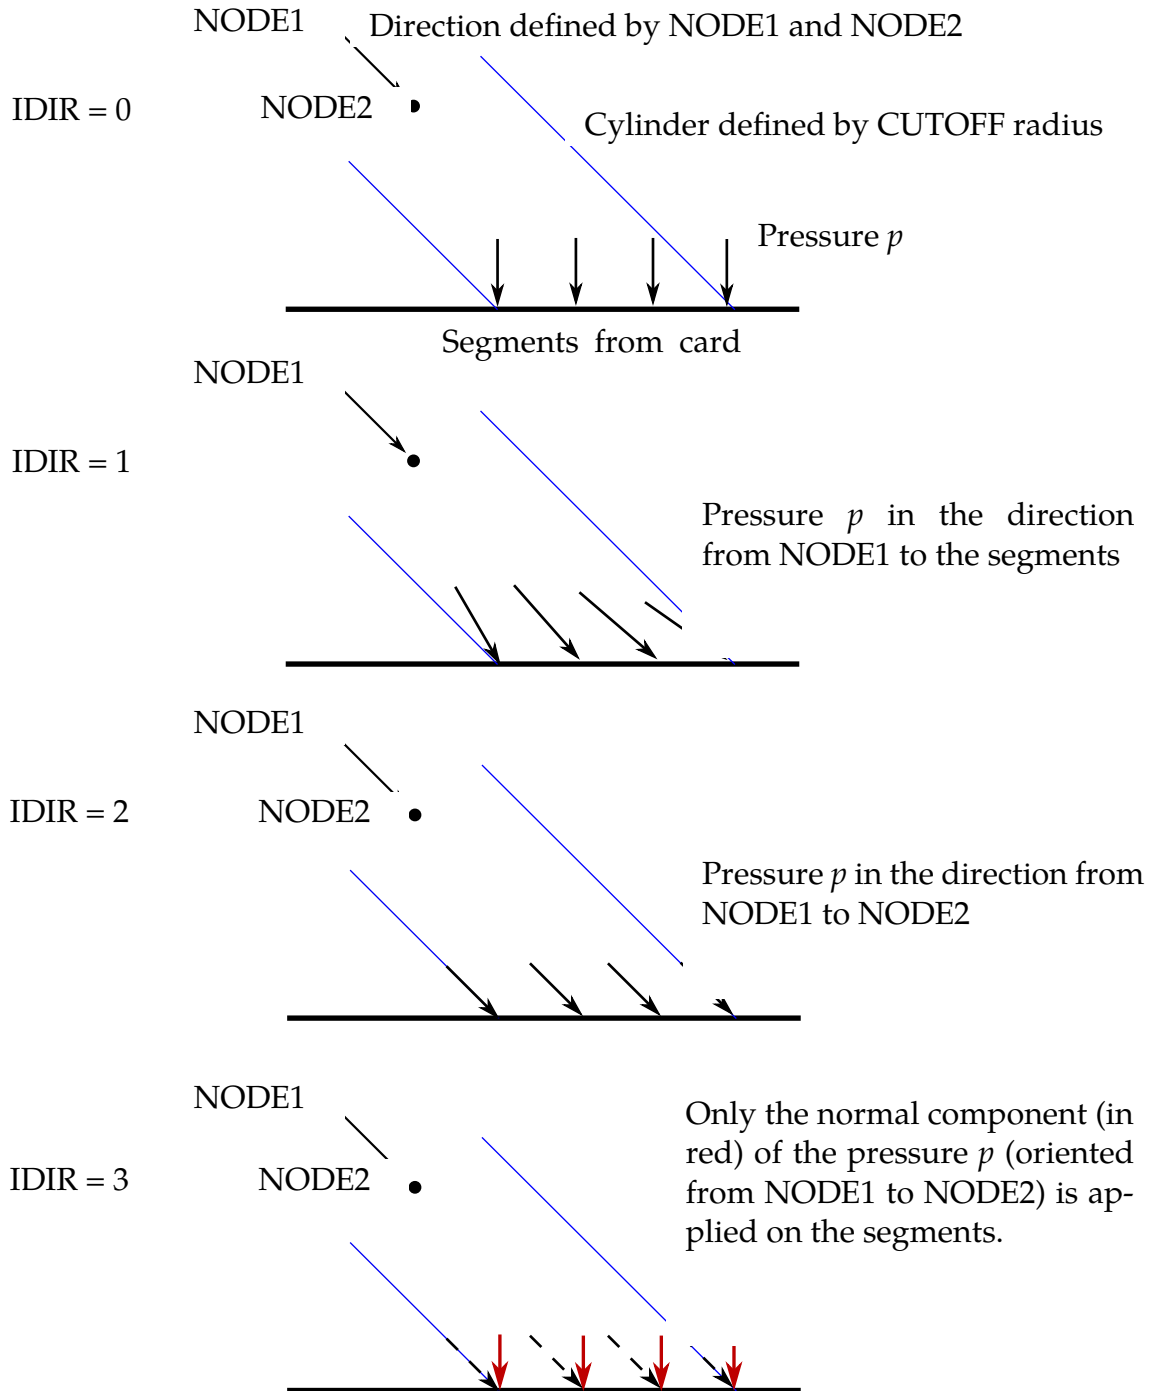 NODE1
Direction defined by NODE1 and NODE2
IDIR = 0
NODE2
Cylinder defined by CUTOFF radius
Pressure p
Segments from card
NODE1
IDIR = 1
Pressure p in the direction
from NODE1 to the segments
NODE1
IDIR = 2
NODE2
Pressure p in the direction from
NODE1 to NODE2
NODE1
IDIR = 3
NODE2
Only the normal component (in
red) of the pressure p (oriented
from NODE1 to NODE2) is ap-
plied on the segments.